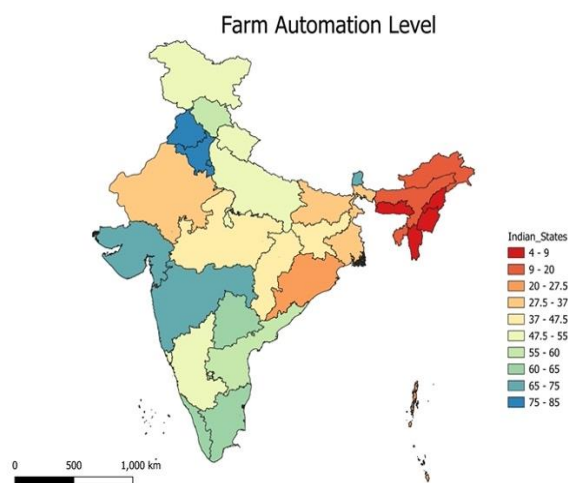 Farm Automation Level
Indian_States
4 - 9
9 - 20
20 - 27.5
27.5 - 37
37 - 47.5
47.5 - 55
55 - 60
60 - 65
65 - 75
75 - 85
0 500 1,000 km